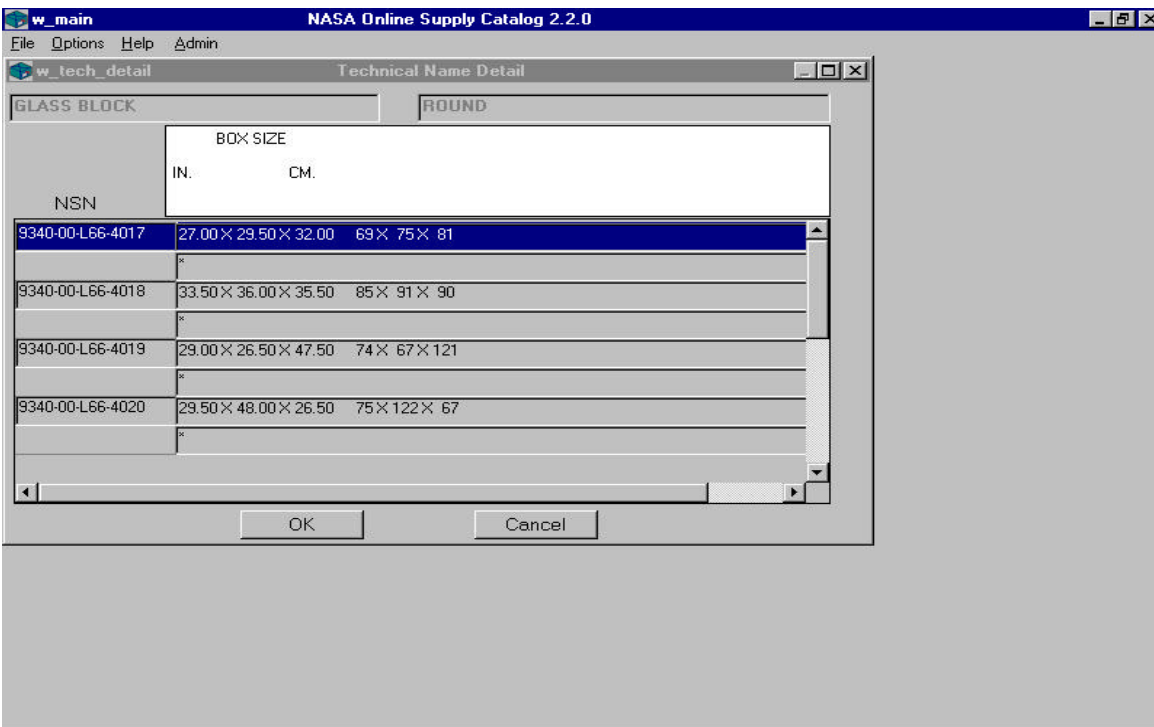 w_main NASA Online Supply Catalog 2.2.0
File Options Help Admin
w_tech_detail Technical Name Detail
GLASS BLOCK ROUND
BOX SIZE
IN. CM.
NSN
9340-00-L66-4017 27.00 X 29.50 X 32.00 69 X 75 X 81
*
9340-00-L66-4018 33.50 X 36.00 X 35.50 85 X 91 X 90
*
9340-00-L66-4019 29.00 X 26.50 X 47.50 74 X 67 X 121
*
9340-00-L66-4020 29.50 X 48.00 X 26.50 75 X 122 X 67
*
OK Cancel